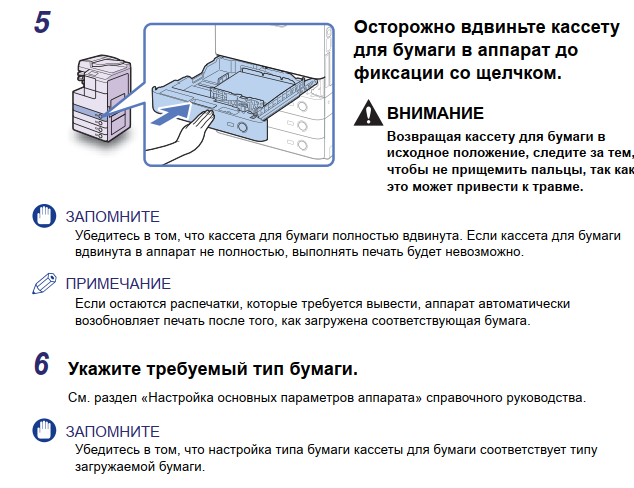 5
Осторожно вдвиньте кассету
для бумаги в аппарат до
фиксации со щелчком.
ВНИМАНИЕ
Возвращая кассету для бумаги в
исходное положение, следите за тем,
чтобы не прищемить пальцы, так как
это может привести к травме.
ЗАПОМНИТЕ
Убедитесь в том, что кассета для бумаги полностью вдвинута. Если кассета для бумаги
вдвинута в аппарат не полностью, выполнять печать будет невозможно.
ПРИМЕЧАНИЕ
Если остаются распечатки, которые требуется вывести, аппарат автоматически
возобновляет печать после того, как загружена соответствующая бумага.
6 Укажите требуемый тип бумаги.
См. раздел «Настройка основных параметров аппарата» справочного руководства.
ЗАПОМНИТЕ
Убедитесь в том, что настройка типа бумаги кассеты для бумаги соответствует типу
загружаемой бумаги.